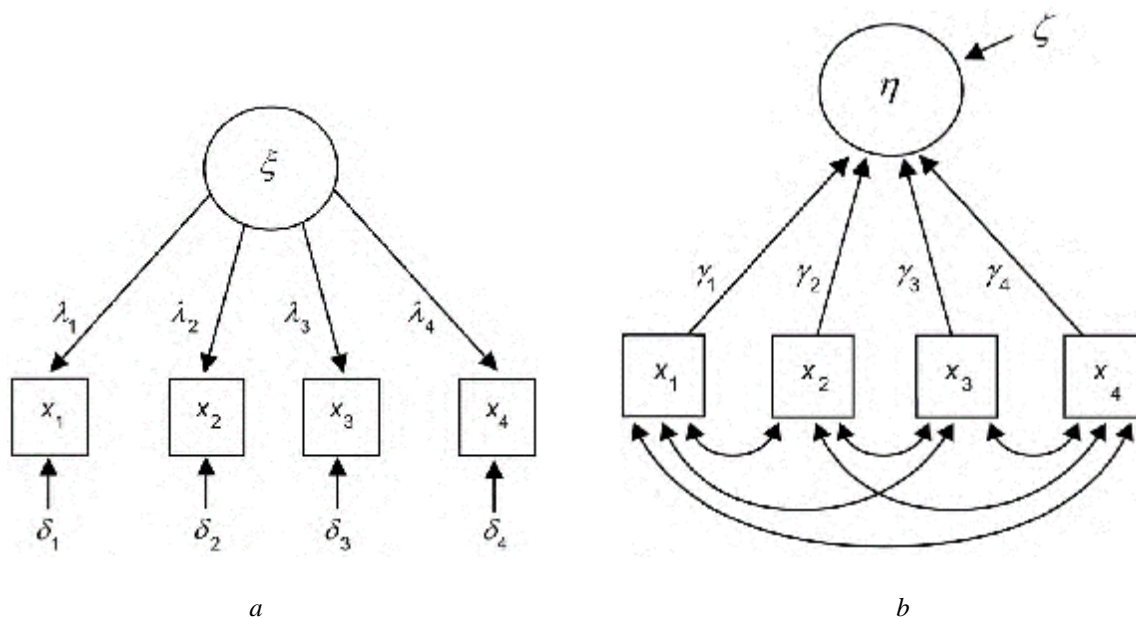 ξ
λ₁ λ₂ λ₃ λ₄
x₁ x₂ x₃ x₄
δ₁ δ₂ δ₃ δ₄
a
ζ
η
γ₁ γ₂ γ₃ γ₄
x₁ x₂ x₃ x₄
b